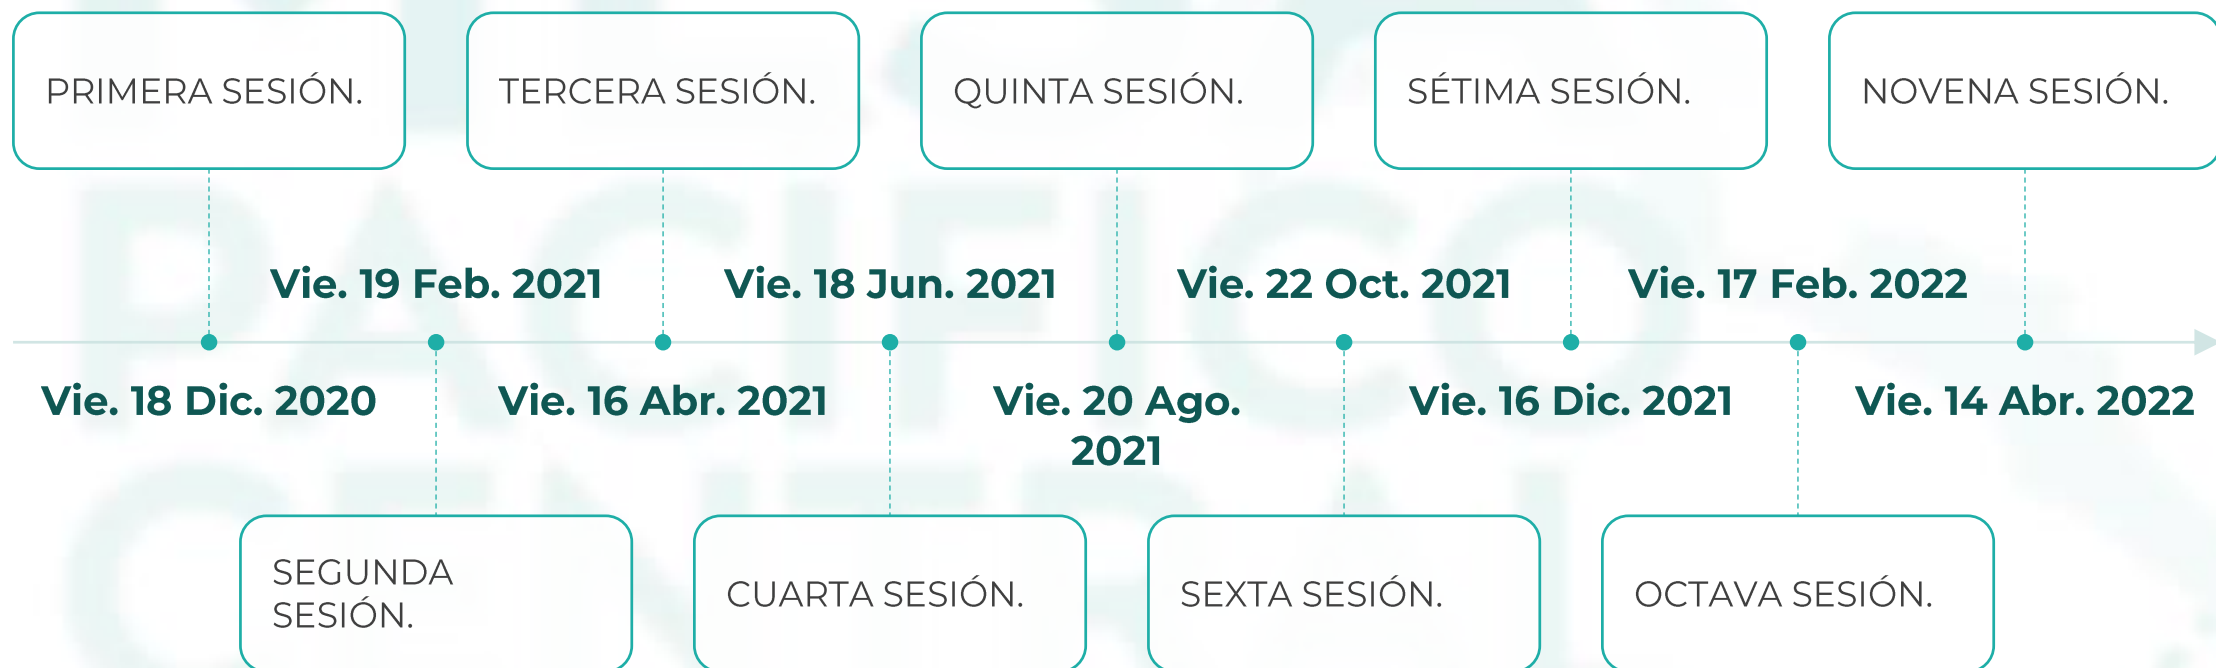 PRIMERA SESIÓN.
TERCERA SESIÓN.
QUINTA SESIÓN.
SÉTIMA SESIÓN.
NOVENA SESIÓN.
Vie. 19 Feb. 2021
Vie. 18 Jun. 2021
Vie. 22 Oct. 2021
Vie. 17 Feb. 2022
Vie. 18 Dic. 2020
Vie. 16 Abr. 2021
Vie. 20 Ago.
2021
Vie. 16 Dic. 2021
Vie. 14 Abr. 2022
SEGUNDA
SESIÓN.
CUARTA SESIÓN.
SEXTA SESIÓN.
OCTAVA SESIÓN.
PACIFICO
CENTRAL